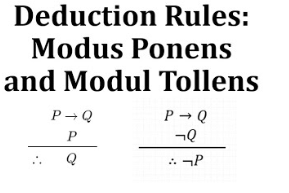 Deduction Rules:
Modus Ponens
and Modul Tollens
P → Q
P
∴ Q
P → Q
¬Q
∴ ¬P